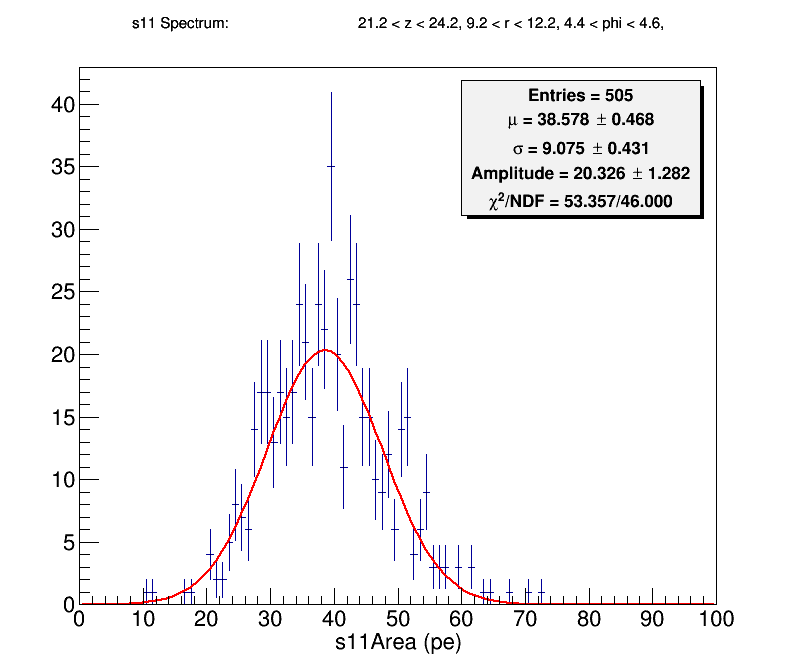 s11 Spectrum: 21.2 < z < 24.2, 9.2 < r < 12.2, 4.4 < phi < 4.6,
Entries = 505
μ = 38.578 ± 0.468
σ = 9.075 ± 0.431
Amplitude = 20.326 ± 1.282
χ²/NDF = 53.357/46.000
40
35
30
25
20
15
10
5
0
0 10 20 30 40 50 60 70 80 90 100
s11Area (pe)